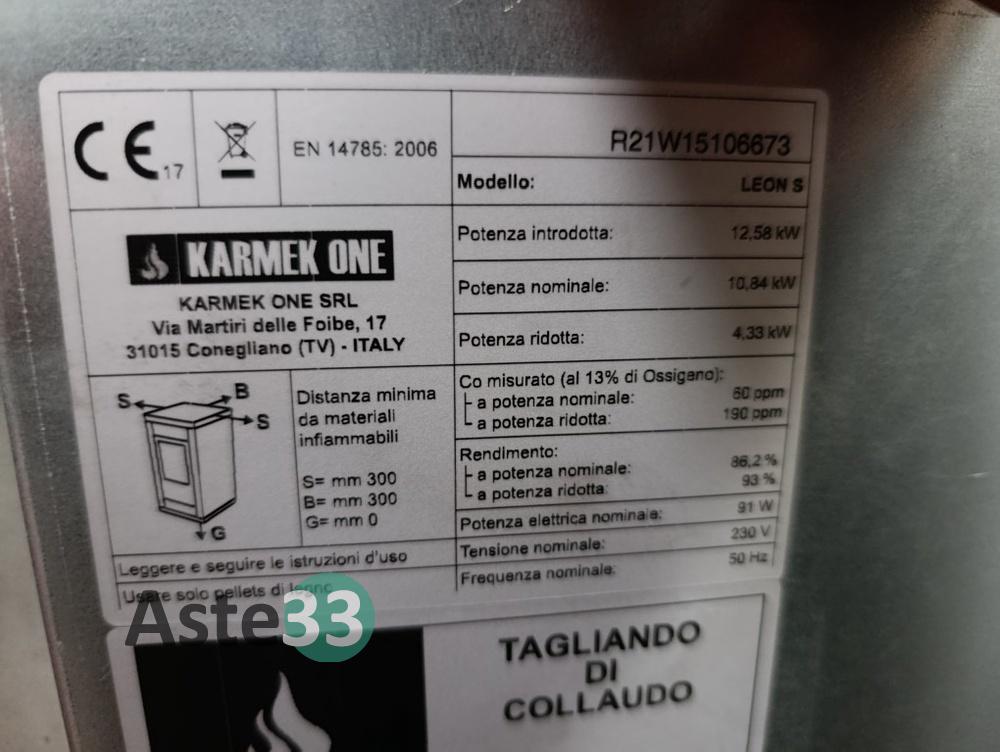 CE 17
EN 14785: 2006
R21W15106673
Modello: LEON S
KARMEK ONE
KARMEK ONE SRL
Via Martiri delle Foibe, 17
31015 Conegliano (TV) - ITALY
Potenza introdotta: 12,58 kW
Potenza nominale: 10,84 kW
Potenza ridotta: 4,33 kW
Co misurato (al 13% di Ossigeno):
a potenza nominale: 60 ppm
a potenza ridotta: 190 ppm
Rendimento:
a potenza nominale: 86,2 %
a potenza ridotta: 93 %
Potenza elettrica nominale: 91 W
Tensione nominale: 230 V
Frequenza nominale: 50 Hz
S
B
S
G
Distanza minima
da materiali
infiammabili
S= mm 300
B= mm 300
G= mm 0
Leggere e seguire le istruzioni d'uso
Usare solo pellets di legno
Aste33
TAGLIANDO
DI
COLLAUDO